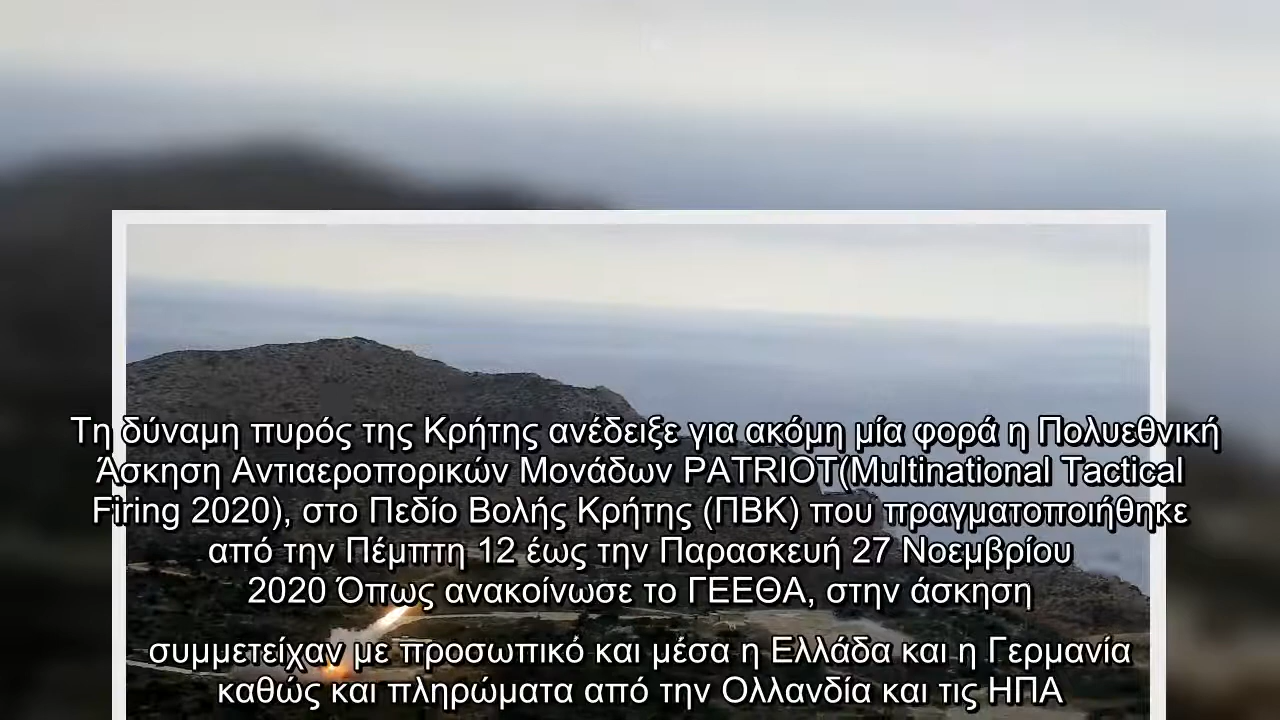 Τη δύναμη πυρός της Κρήτης ανέδειξε για ακόμη μία φορά η Πολυεθνική
Άσκηση Αντιαεροπορικών Μονάδων PATRIOT(Multinational Tactical
Firing 2020), στο Πεδίο Βολής Κρήτης (ΠΒΚ) που πραγματοποιήθηκε
από την Πέμπτη 12 έως την Παρασκευή 27 Νοεμβρίου
2020 Όπως ανακοίνωσε το ΓΕΕΘΑ, στην άσκηση
συμμετείχαν με προσωπικό και μέσα η Ελλάδα και η Γερμανία
καθώς και πληρώματα από την Ολλανδία και τις ΗΠΑ